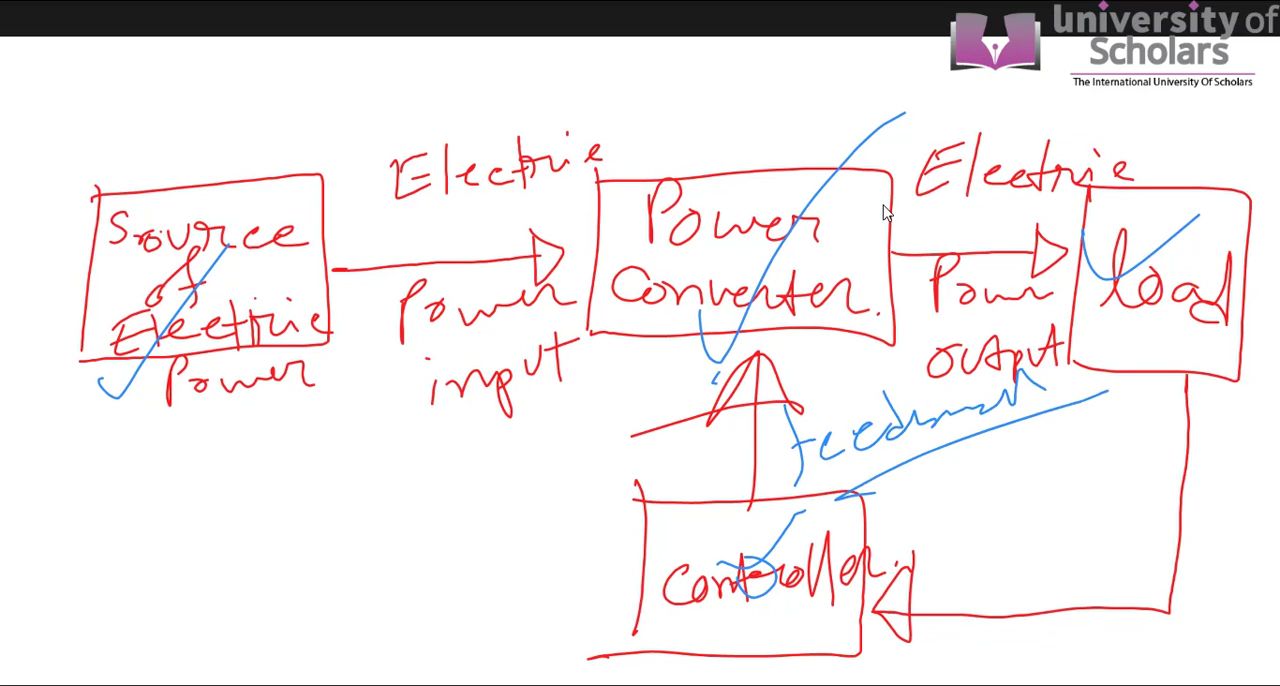 university of
Scholars
The International University Of Scholars
Source
of
Electric
Power
Electric
Power
input
Power
Converter.
Electric
Power
output
load
feedback
Controller.